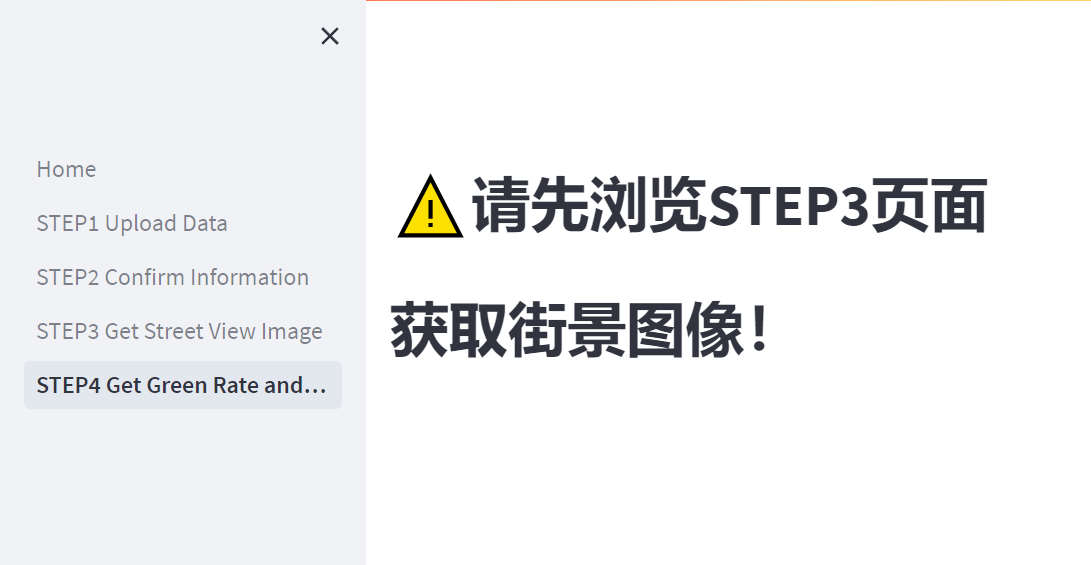 Home
STEP1 Upload Data
STEP2 Confirm Information
STEP3 Get Street View Image
STEP4 Get Green Rate and...
⚠️请先浏览STEP3页面
获取街景图像！